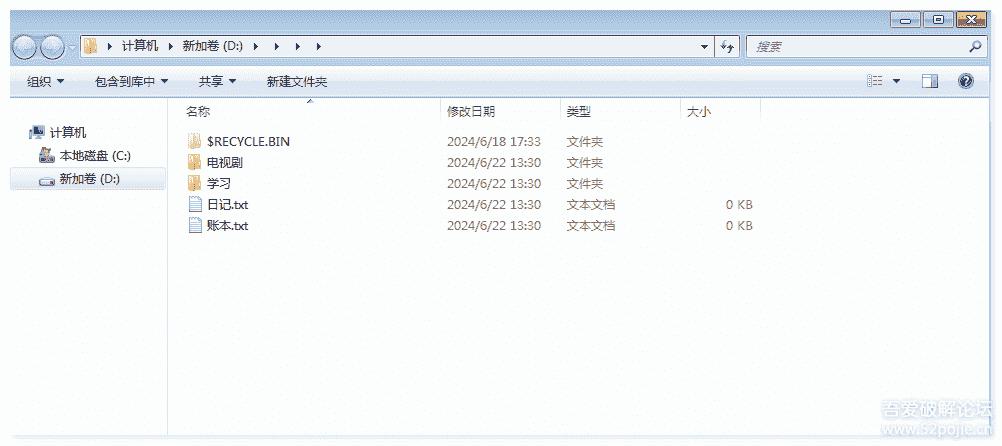 计算机 新加卷 (D:)
搜索
组织 包含到库中 共享 新建文件夹
名称 修改日期 类型 大小
计算机
本地磁盘 (C:)
新加卷 (D:)
$RECYCLE.BIN 2024/6/18 17:33 文件夹
电视剧 2024/6/22 13:30 文件夹
学习 2024/6/22 13:30 文件夹
日记.txt 2024/6/22 13:30 文本文档 0 KB
账本.txt 2024/6/22 13:30 文本文档 0 KB
吾爱破解论坛
www.52pojie.cn